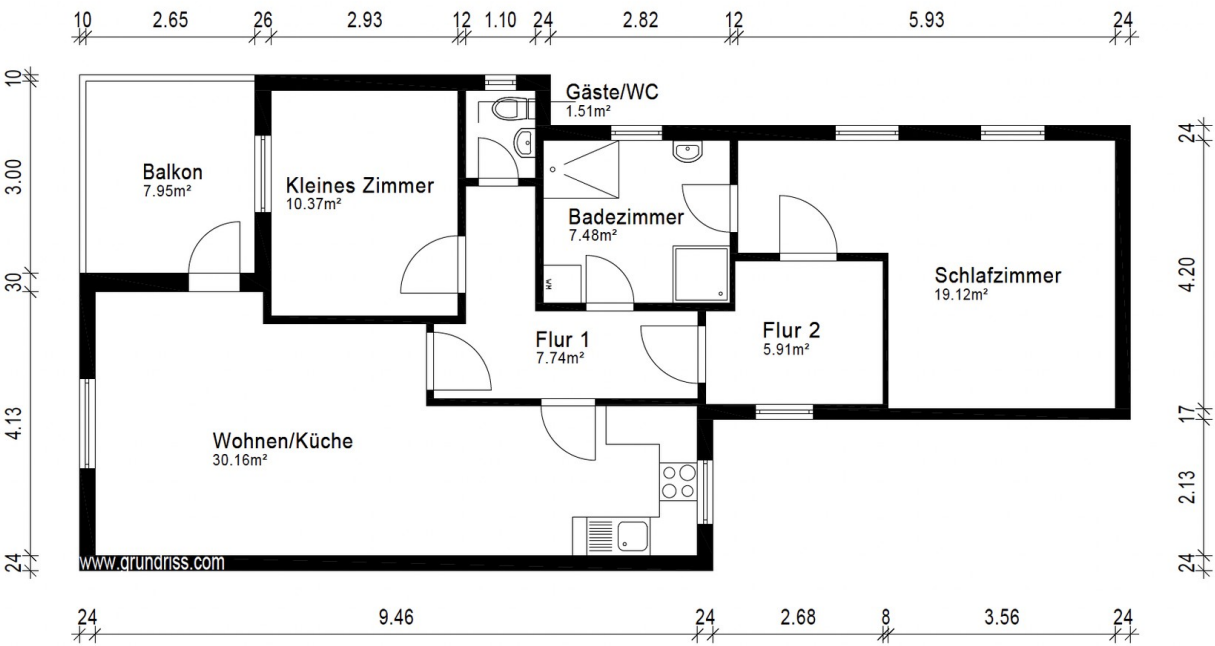 10 2.65 26 2.93 12 1.10 24 2.82 12 5.93 24
10
3.00
30
4.13
24
Gäste/WC
1.51m²
Balkon
7.95m²
Kleines Zimmer
10.37m²
Badezimmer
7.48m²
WM
Schlafzimmer
19.12m²
Flur 1
7.74m²
Flur 2
5.91m²
Wohnen/Küche
30.16m²
www.grundriss.com
24
4.20
17
2.13
24
24 9.46 24 2.68 8 3.56 24